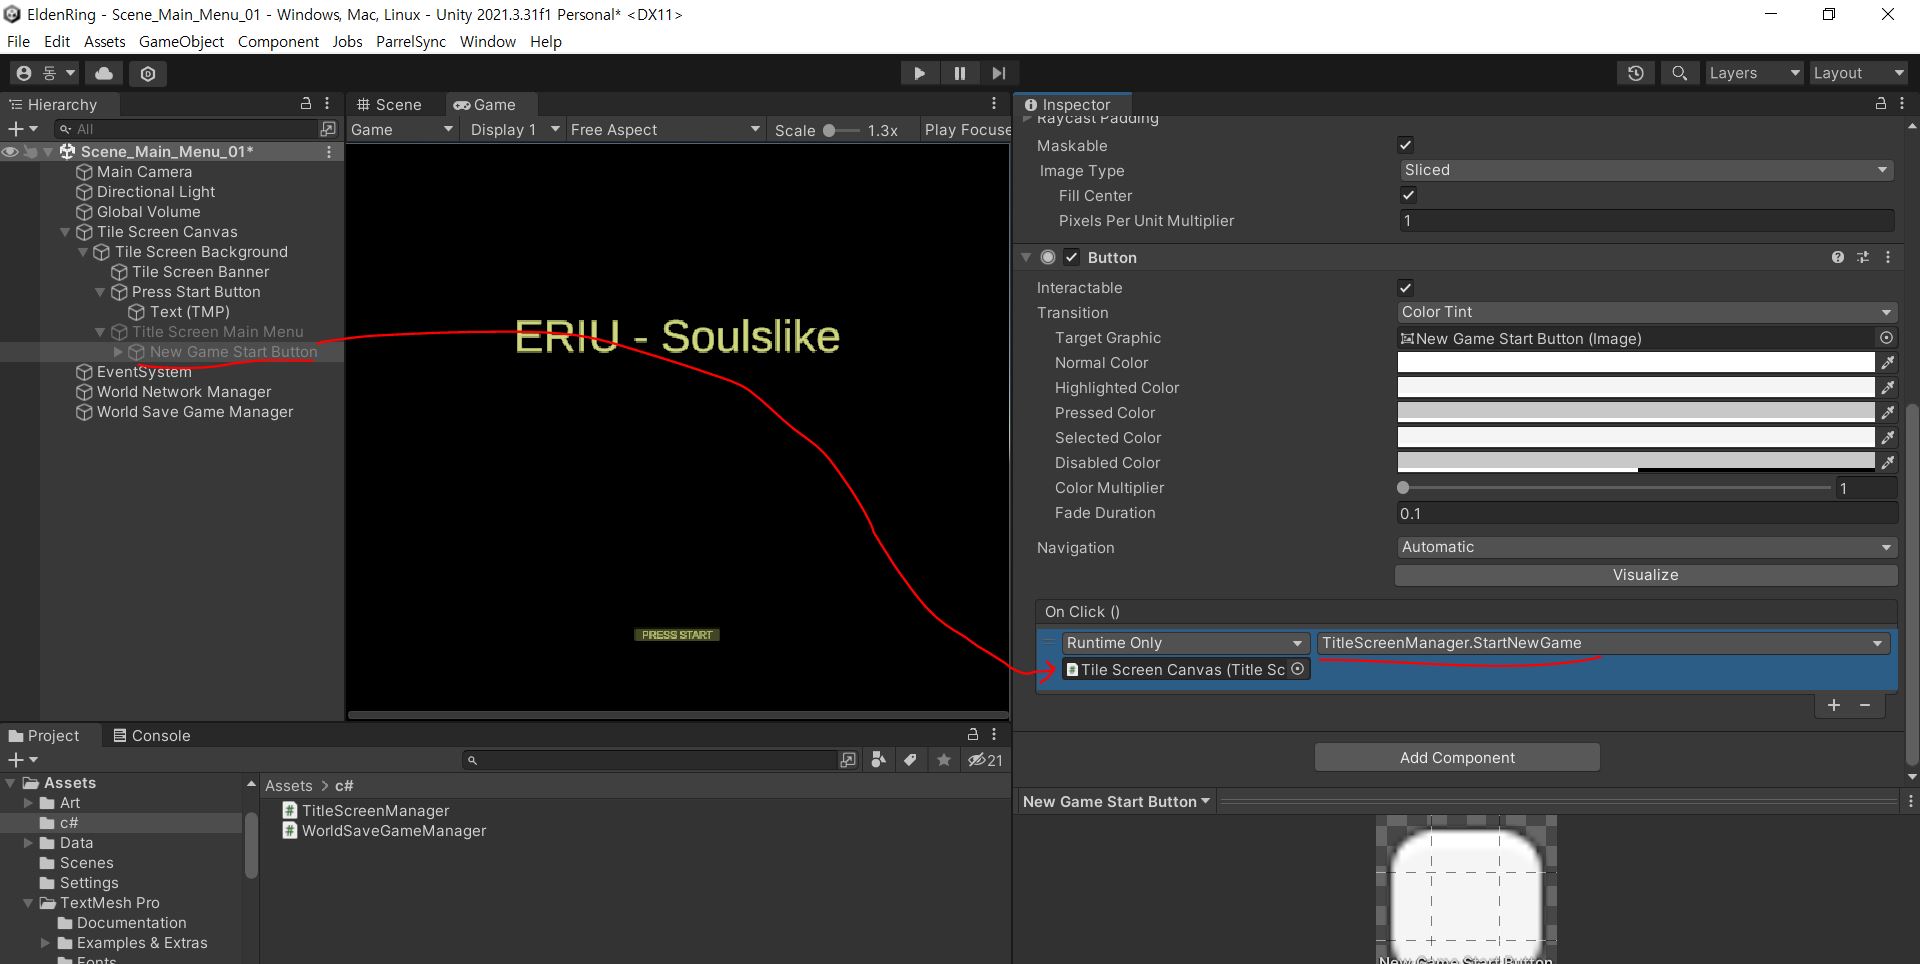 EldenRing - Scene_Main_Menu_01 - Windows, Mac, Linux - Unity 2021.3.31f1 Personal* <DX11>
File Edit Assets GameObject Component Jobs ParrelSync Window Help
동 Layers Layout
Hierarchy
All
Scene_Main_Menu_01*
Main Camera
Directional Light
Global Volume
Tile Screen Canvas
Tile Screen Background
Tile Screen Banner
Press Start Button
Text (TMP)
Title Screen Main Menu
New Game Start Button
EventSystem
World Network Manager
World Save Game Manager
Scene Game
Game Display 1 Free Aspect Scale 1.3x Play Focuse
ERIU - Soulslike
PRESS START
Inspector
Raycast Padding
Maskable
Image Type Sliced
Fill Center
Pixels Per Unit Multiplier 1
Button
Interactable
Transition Color Tint
Target Graphic New Game Start Button (Image)
Normal Color
Highlighted Color
Pressed Color
Selected Color
Disabled Color
Color Multiplier 1
Fade Duration 0.1
Navigation Automatic
Visualize
On Click ()
Runtime Only TitleScreenManager.StartNewGame
Tile Screen Canvas (Title Sc
Add Component
New Game Start Button
New Game Start Button
Project Console
21
Assets
Art
c#
Data
Scenes
Settings
TextMesh Pro
Documentation
Examples & Extras
Fonts
Assets > c#
TitleScreenManager
WorldSaveGameManager